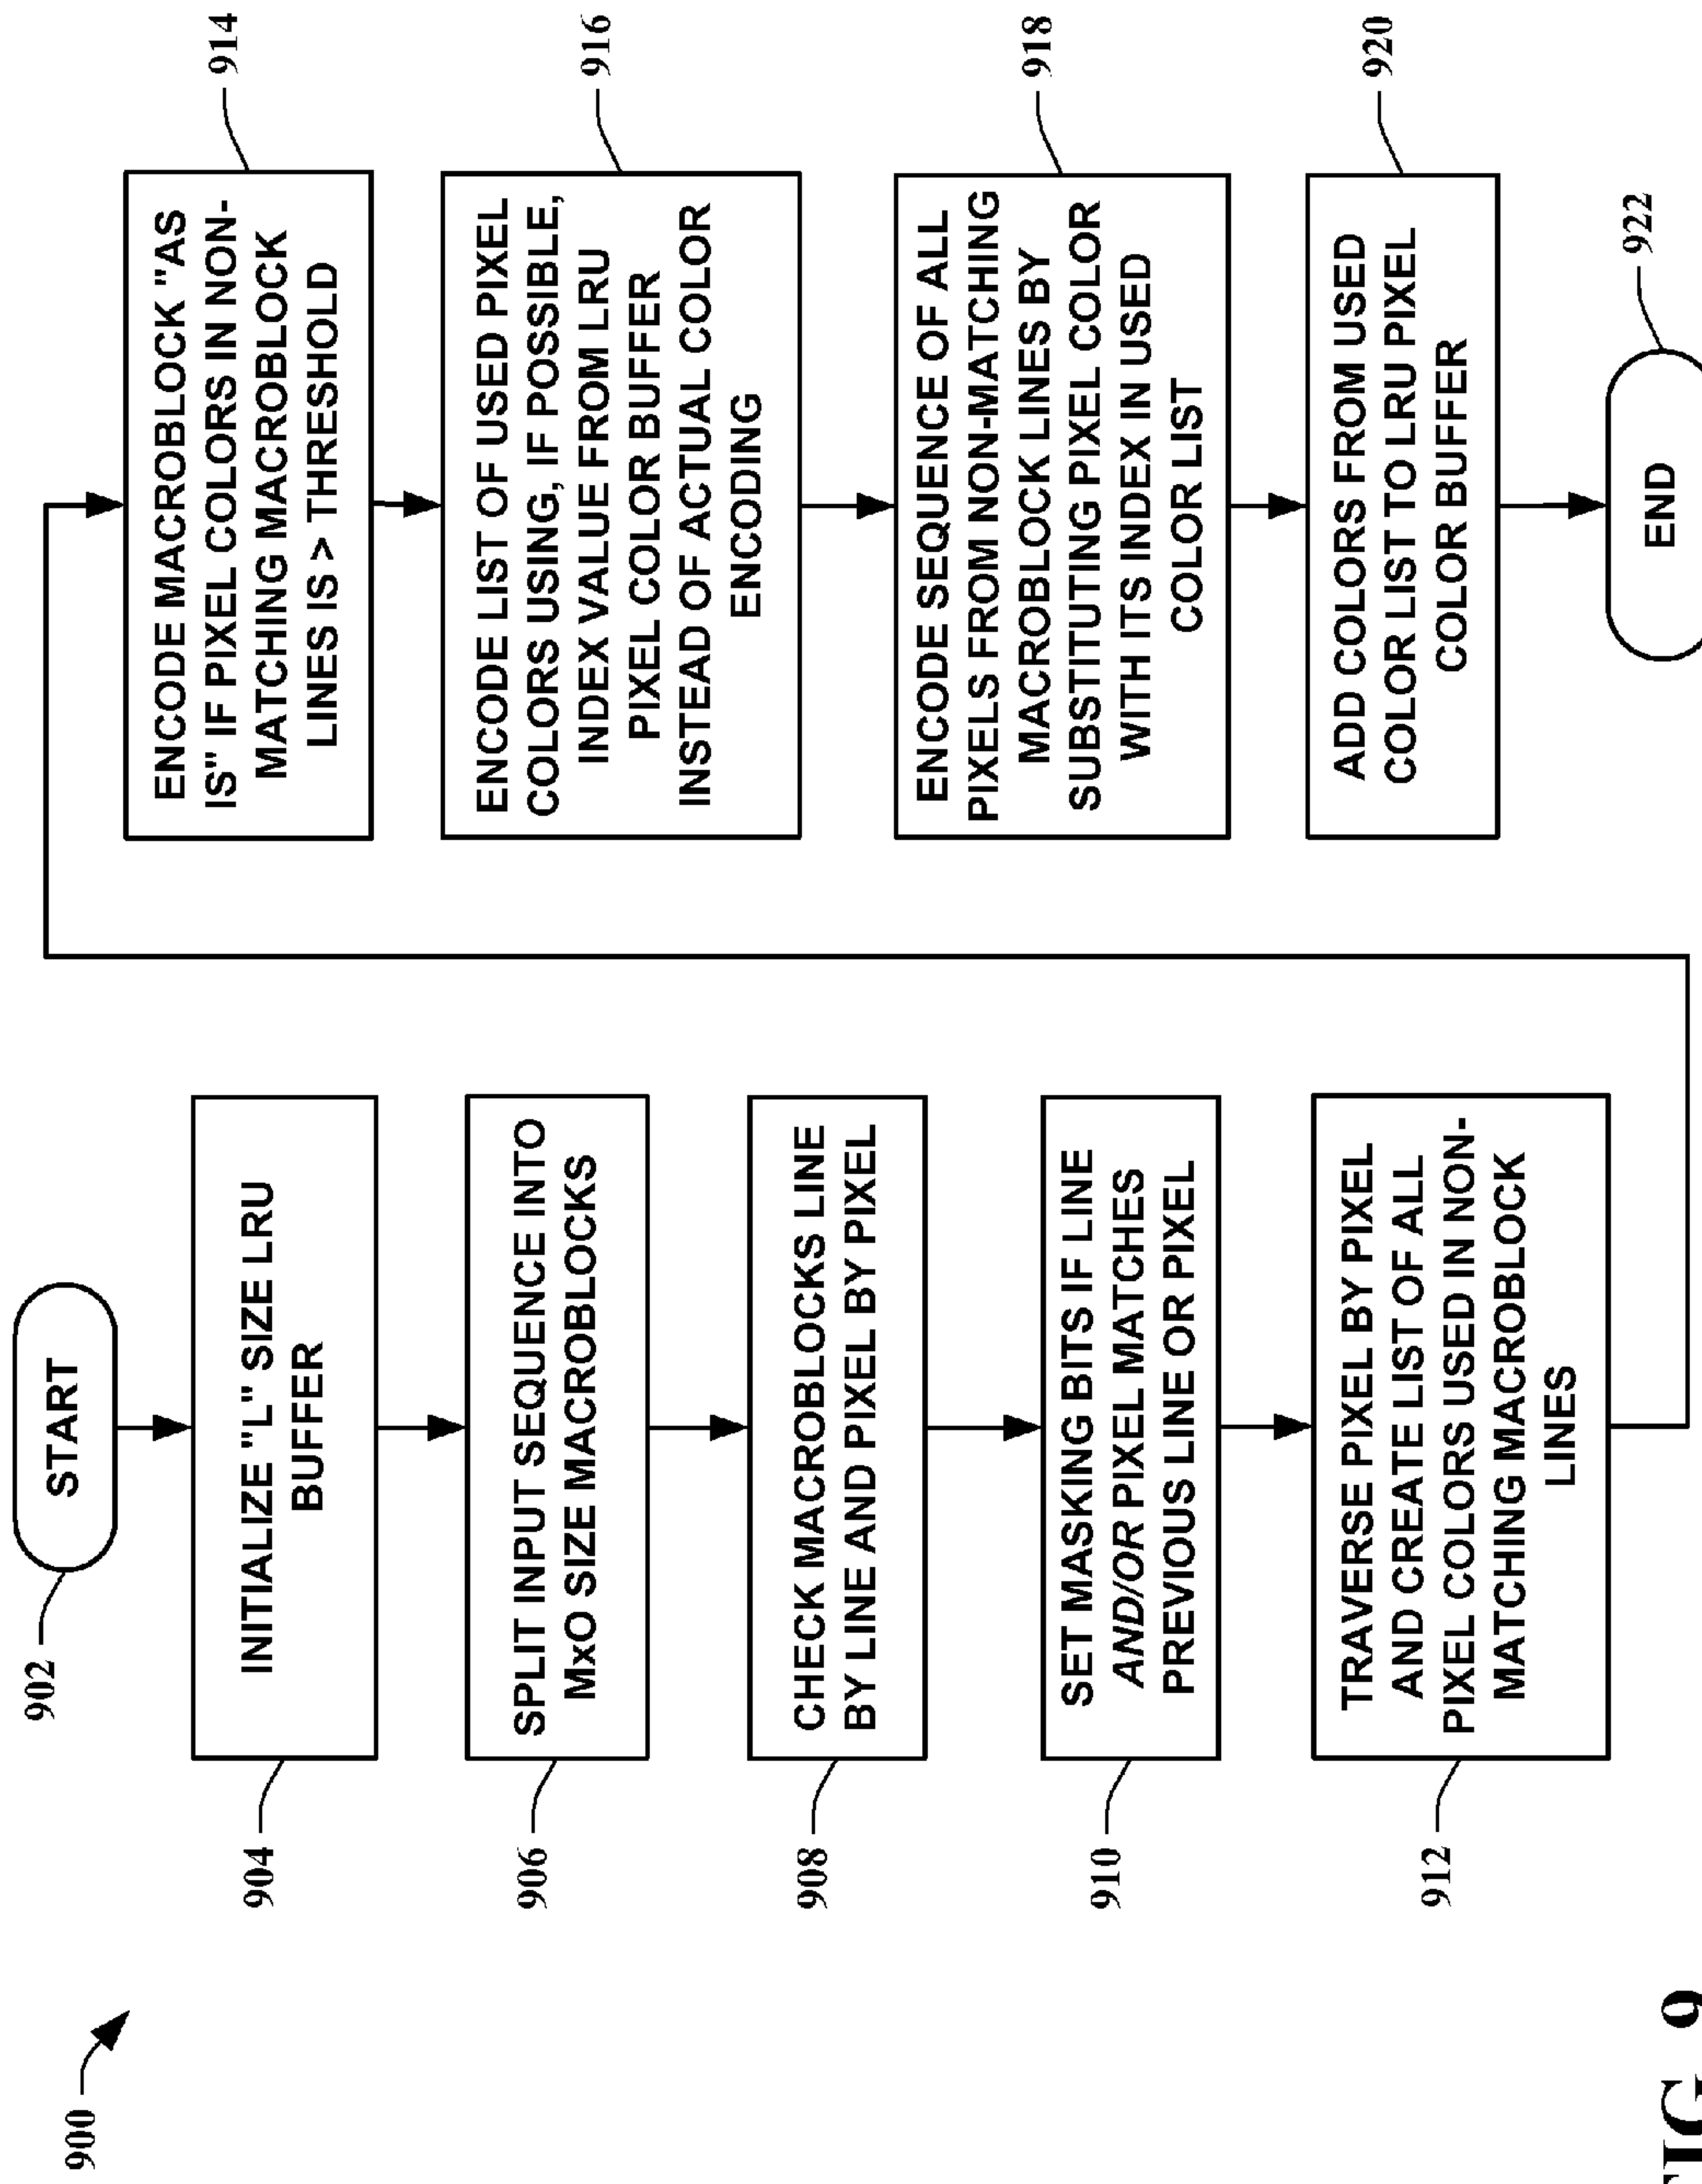 900
902
START
904
INITIALIZE "L" SIZE LRU
BUFFER
906
SPLIT INPUT SEQUENCE INTO
MxO SIZE MACROBLOCKS
908
CHECK MACROBLOCKS LINE
BY LINE AND PIXEL BY PIXEL
910
SET MASKING BITS IF LINE
AND/OR PIXEL MATCHES
PREVIOUS LINE OR PIXEL
912
TRAVERSE PIXEL BY PIXEL
AND CREATE LIST OF ALL
PIXEL COLORS USED IN NON-
MATCHING MACROBLOCK
LINES
914
ENCODE MACROBLOCK "AS
IS" IF PIXEL COLORS IN NON-
MATCHING MACROBLOCK
LINES IS > THRESHOLD
916
ENCODE LIST OF USED PIXEL
COLORS USING, IF POSSIBLE,
INDEX VALUE FROM LRU
PIXEL COLOR BUFFER
INSTEAD OF ACTUAL COLOR
ENCODING
918
ENCODE SEQUENCE OF ALL
PIXELS FROM NON-MATCHING
MACROBLOCK LINES BY
SUBSTITUTING PIXEL COLOR
WITH ITS INDEX IN USED
COLOR LIST
920
ADD COLORS FROM USED
COLOR LIST TO LRU PIXEL
COLOR BUFFER
922
END
FIG. 9